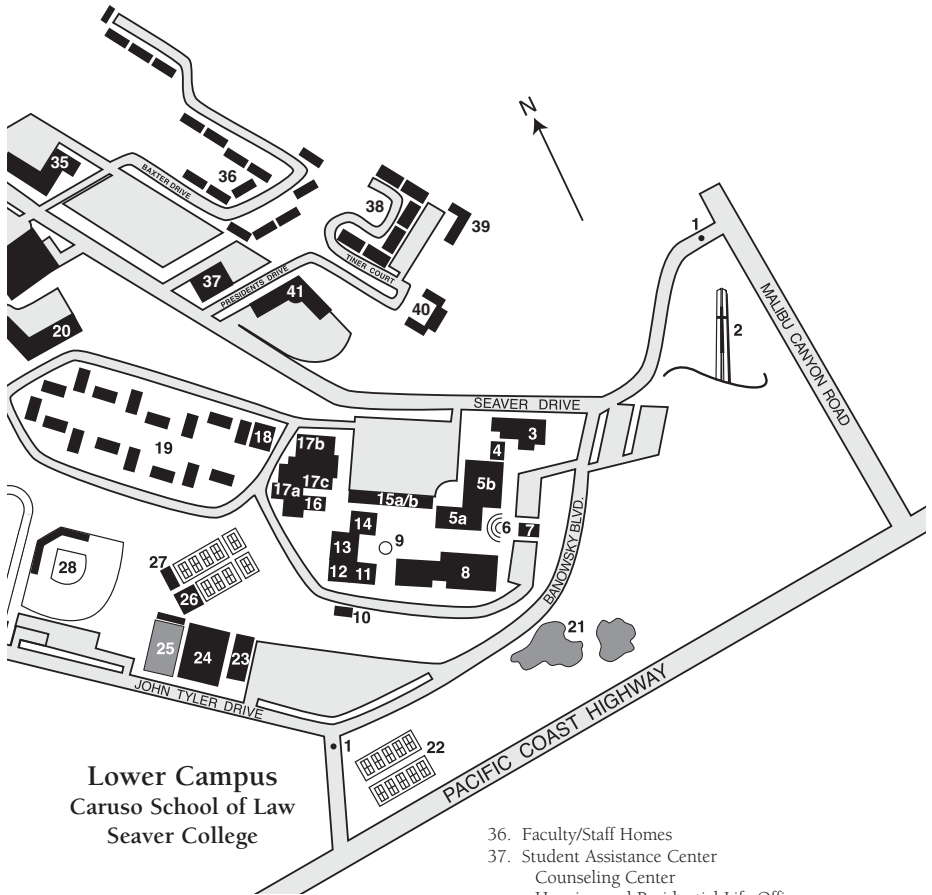 N
35
BAXTER DRIVE
36
38
39
1
37
PRESIDENTS DRIVE
41
TINER COURT
40
MALIBU CANYON ROAD
2
20
SEAVER DRIVE
19
18
17b
3
4
17a
17c
5b
16
15a/b
5a
6
7
14
9
13
12
11
8
BANOWSKY BLVD.
28
27
26
10
21
25
24
23
JOHN TYLER DRIVE
1
22
PACIFIC COAST HIGHWAY
Lower Campus
Caruso School of Law
Seaver College
36. Faculty/Staff Homes
37. Student Assistance Center
Counseling Center